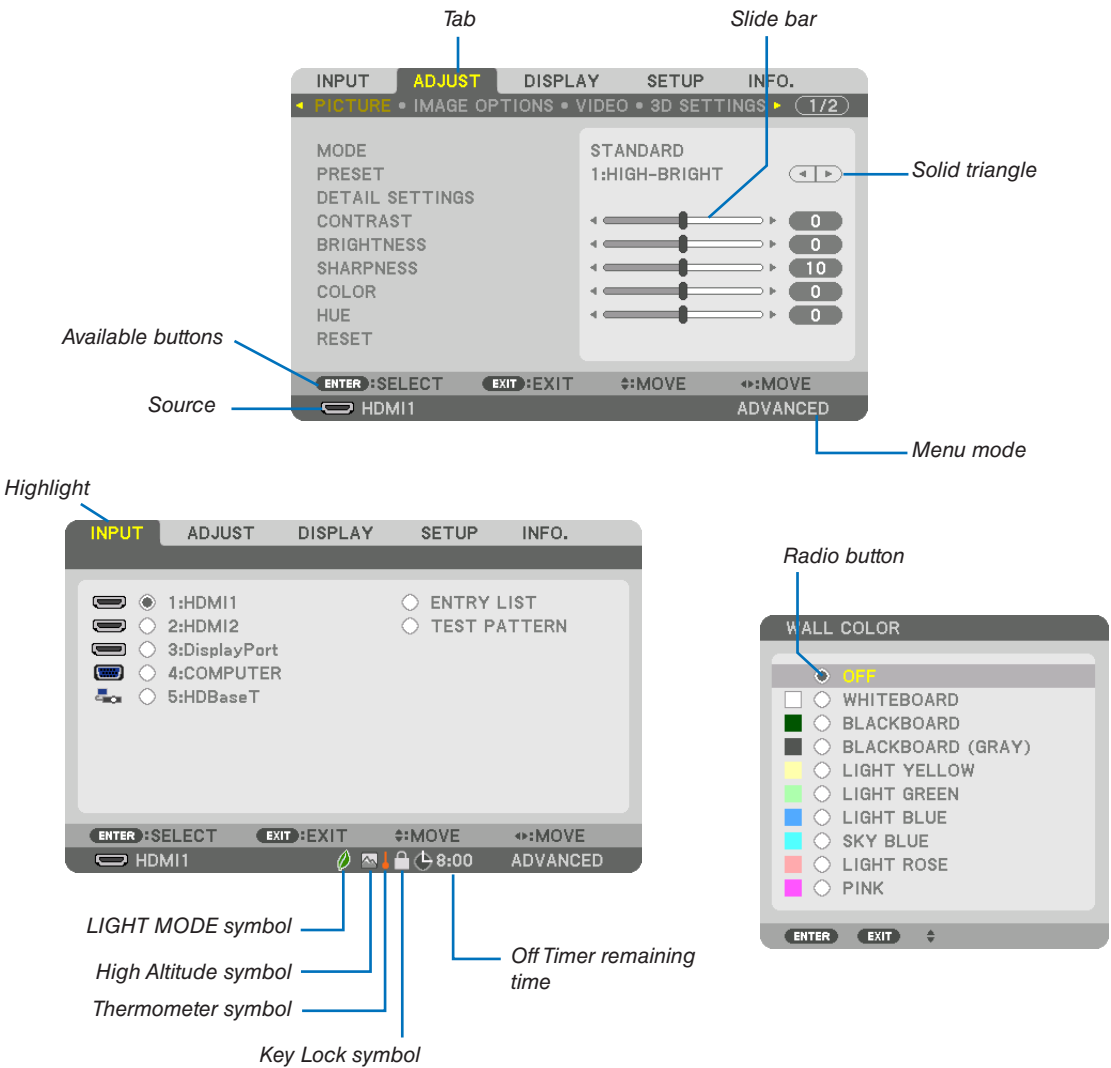 Tab
Slide bar
INPUT ADJUST DISPLAY SETUP INFO.
PICTURE • IMAGE OPTIONS • VIDEO • 3D SETTINGS 1/2
MODE STANDARD
PRESET 1:HIGH-BRIGHT
Solid triangle
DETAIL SETTINGS
CONTRAST 0
BRIGHTNESS 0
SHARPNESS 10
COLOR 0
HUE 0
RESET
Available buttons
ENTER :SELECT EXIT :EXIT :MOVE :MOVE
Source
HDMI1 ADVANCED
Menu mode
Highlight
INPUT ADJUST DISPLAY SETUP INFO.
1:HDMI1 ENTRY LIST
2:HDMI2 TEST PATTERN
3:DisplayPort
4:COMPUTER
5:HDBaseT
ENTER :SELECT EXIT :EXIT :MOVE :MOVE
HDMI1 8:00 ADVANCED
LIGHT MODE symbol
High Altitude symbol
Thermometer symbol
Key Lock symbol
Off Timer remaining
time
Radio button
WALL COLOR
OFF
WHITEBOARD
BLACKBOARD
BLACKBOARD (GRAY)
LIGHT YELLOW
LIGHT GREEN
LIGHT BLUE
SKY BLUE
LIGHT ROSE
PINK
ENTER EXIT